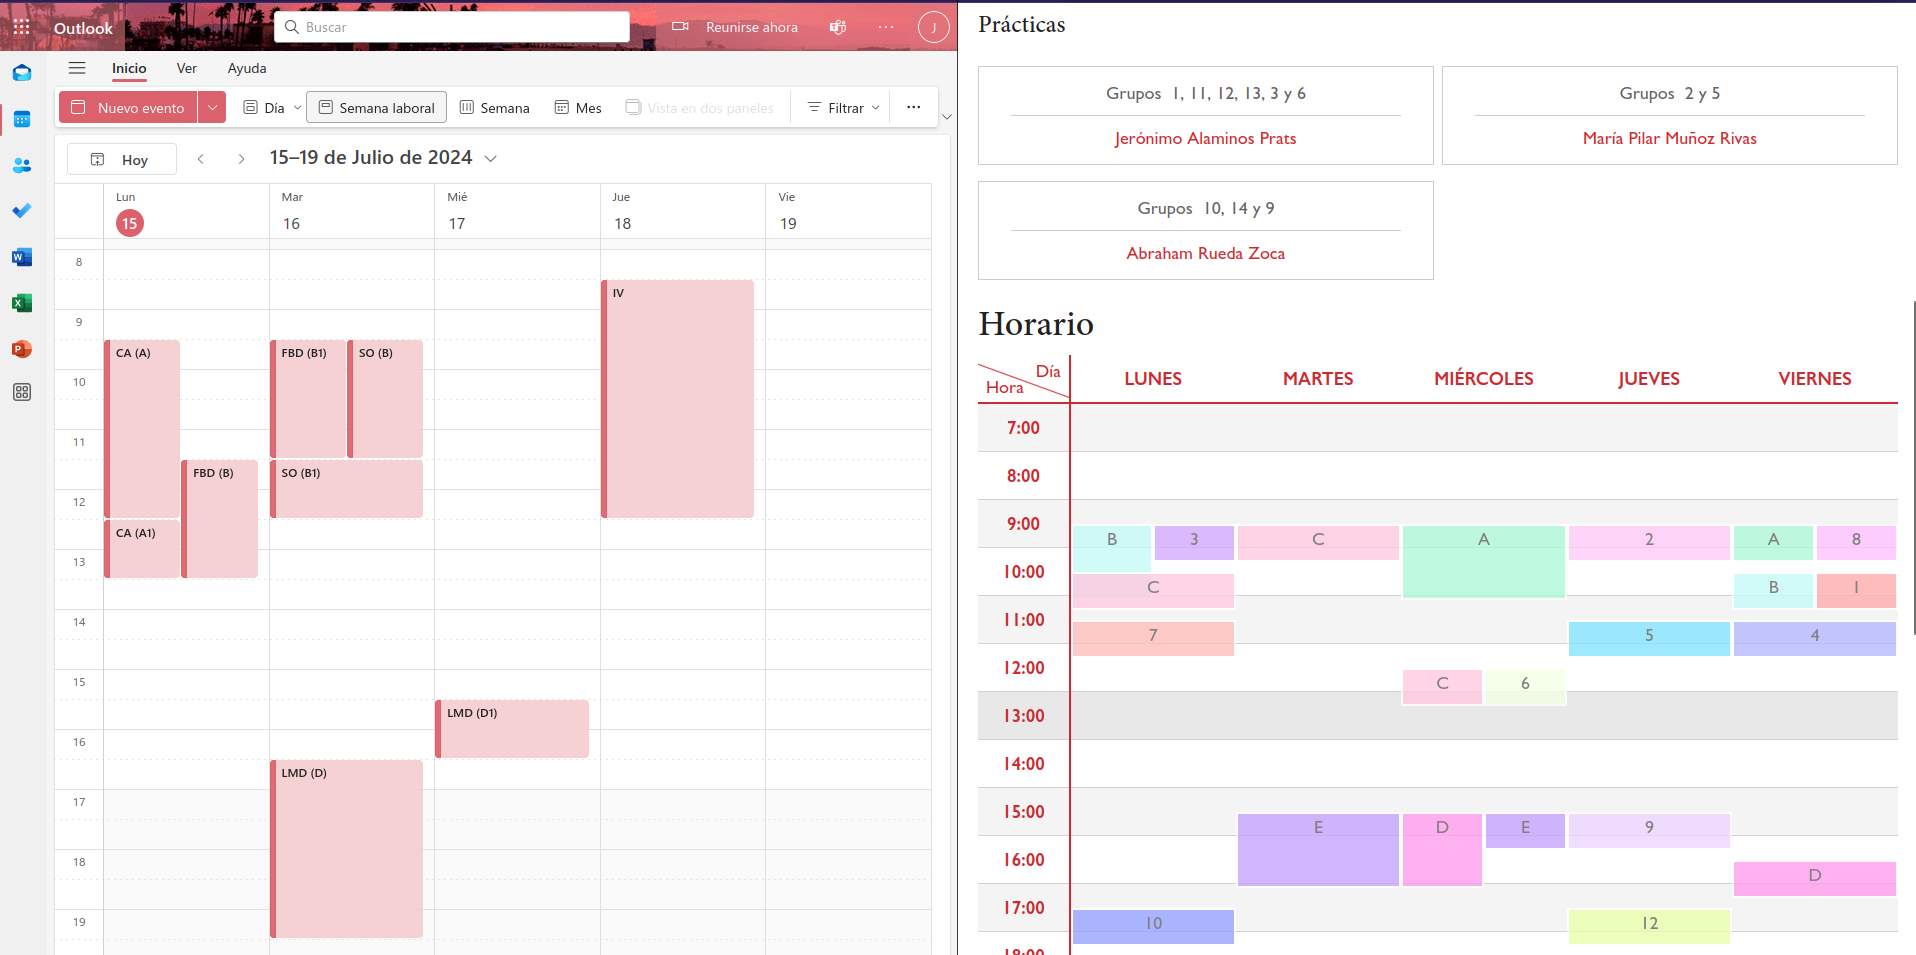 Outlook
Buscar
Reunirse ahora
J
Inicio Ver Ayuda
Nuevo evento Día Semana laboral Semana Mes Vista en dos paneles Filtrar ...
Hoy 15–19 de Julio de 2024
Lun Mar Mié Jue Vie
15 16 17 18 19
8
IV
9
CA (A) FBD (B1) SO (B)
10
11
FBD (B) SO (B1)
12
CA (A1)
13
14
15
LMD (D1)
16
LMD (D)
17
18
19
Prácticas
Grupos 1, 11, 12, 13, 3 y 6
Jerónimo Alaminos Prats
Grupos 2 y 5
María Pilar Muñoz Rivas
Grupos 10, 14 y 9
Abraham Rueda Zoca
Horario
Día
Hora
LUNES MARTES MIÉRCOLES JUEVES VIERNES
7:00
8:00
9:00
B 3 C A 2 A 8
10:00
C B 1
11:00
7 5 4
12:00
C 6
13:00
14:00
15:00
E D E 9
16:00
D
17:00
10 12
18:00